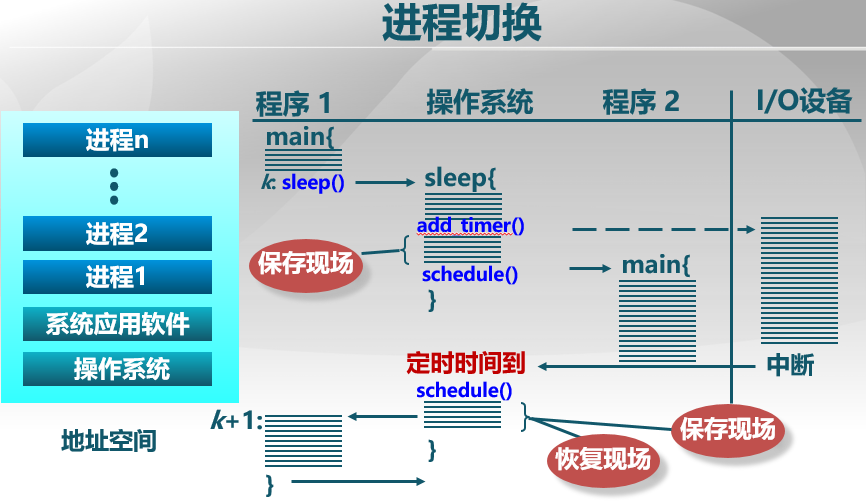 进程切换
程序 1
操作系统
程序 2
I/O设备
进程n
进程2
进程1
系统应用软件
操作系统
地址空间
main{
k: sleep()
sleep{
add_timer()
保存现场
schedule()
}
main{
定时时间到
中断
schedule()
k+1:
}
保存现场
恢复现场
}